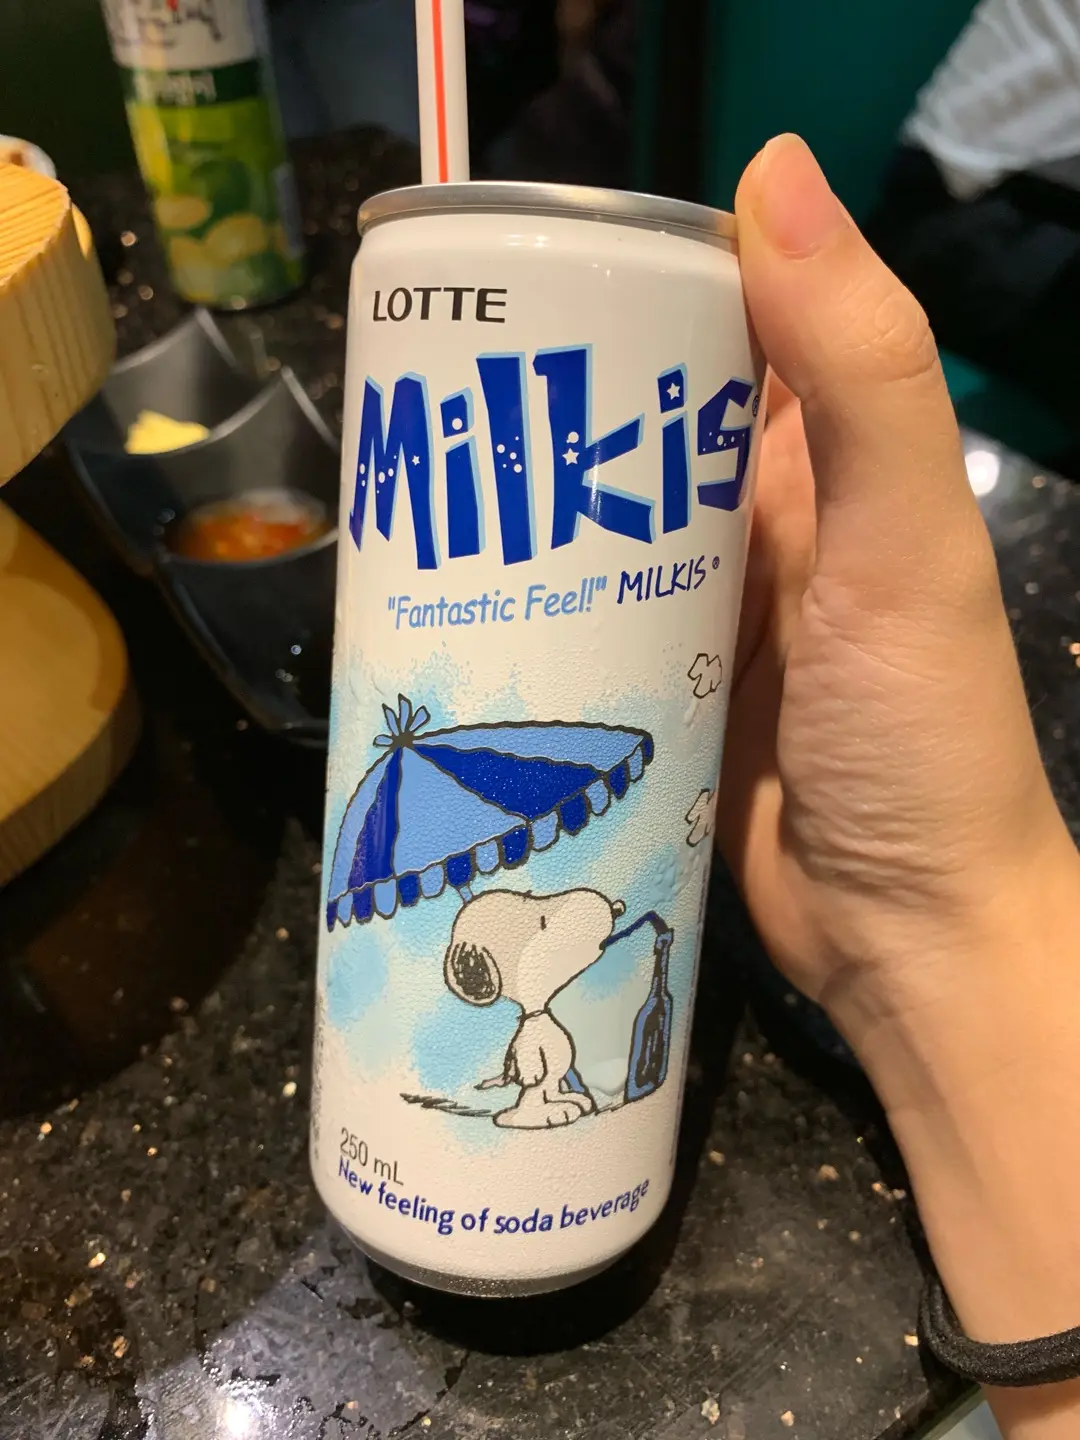 LOTTE
Milkis®
"Fantastic Feel!" MILKIS®
250 mL
New feeling of soda beverage